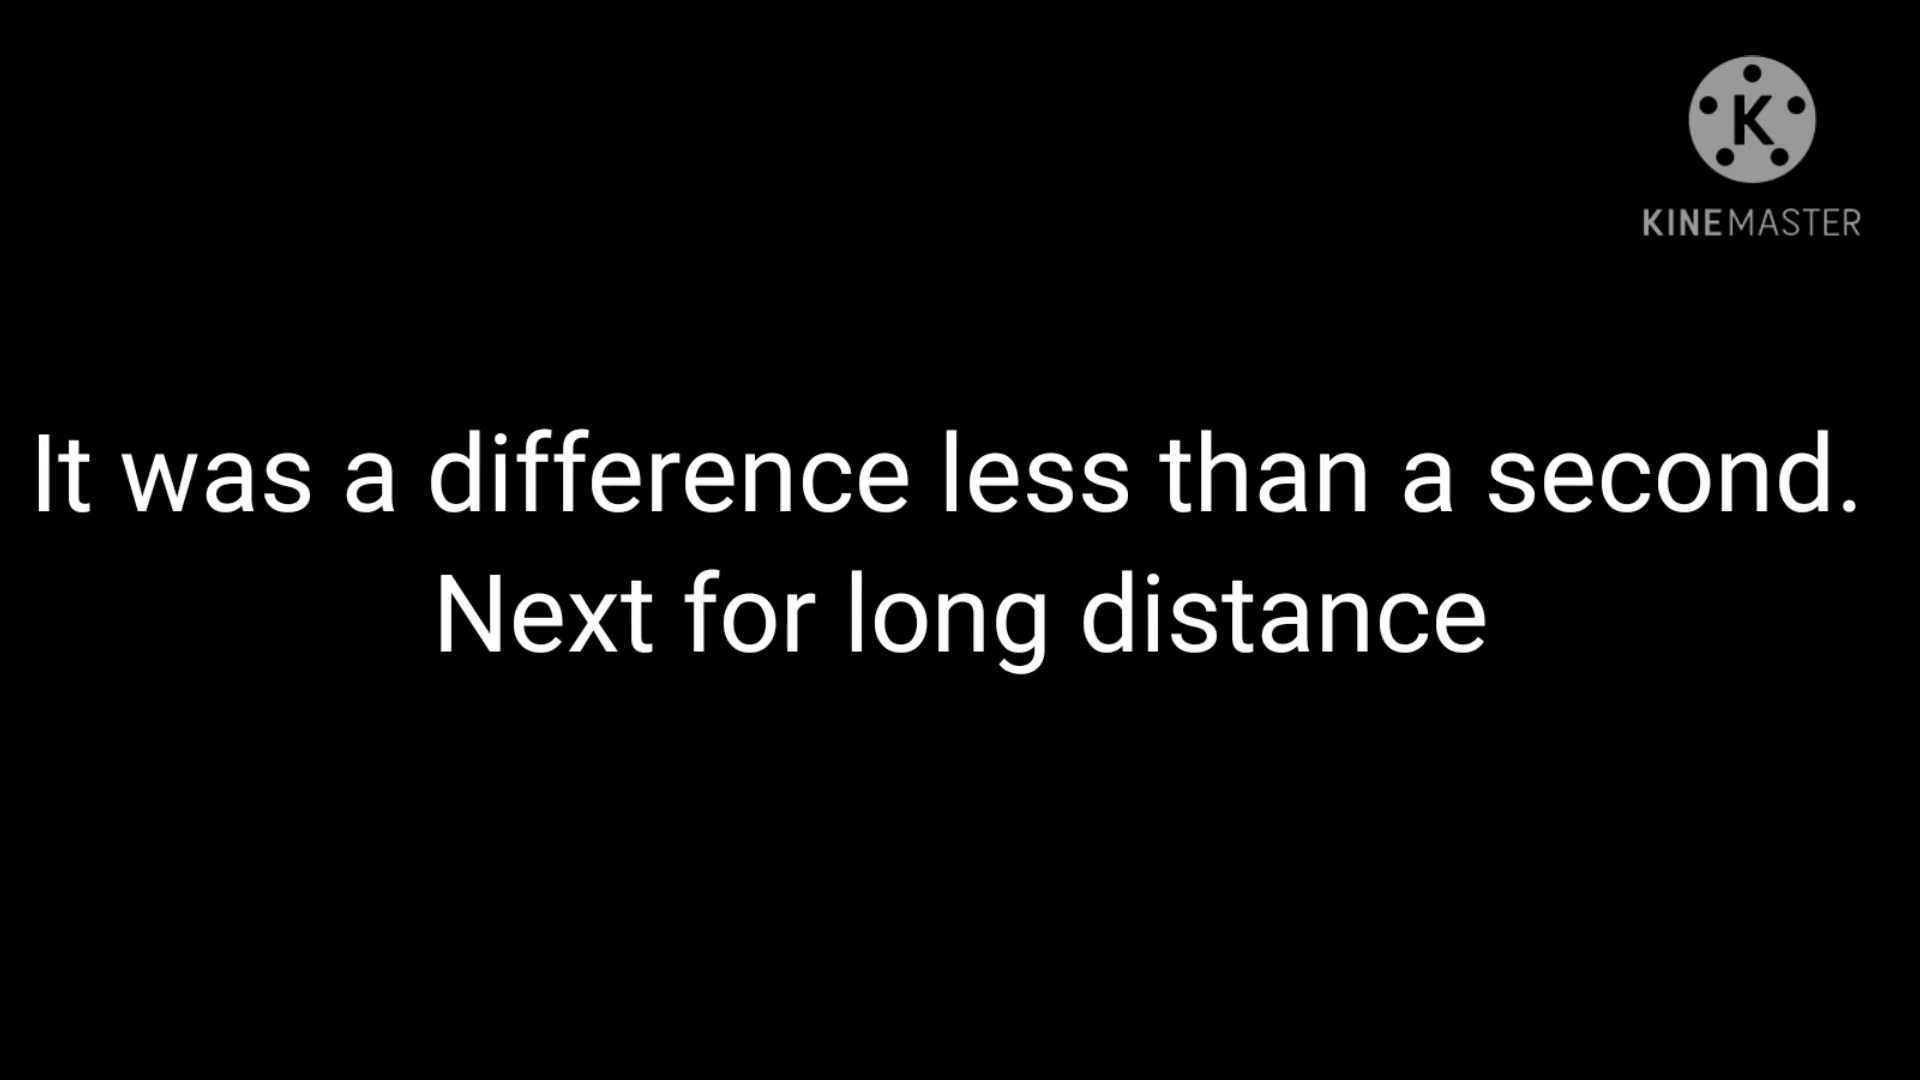 K
KINEMASTER
It was a difference less than a second.
Next for long distance